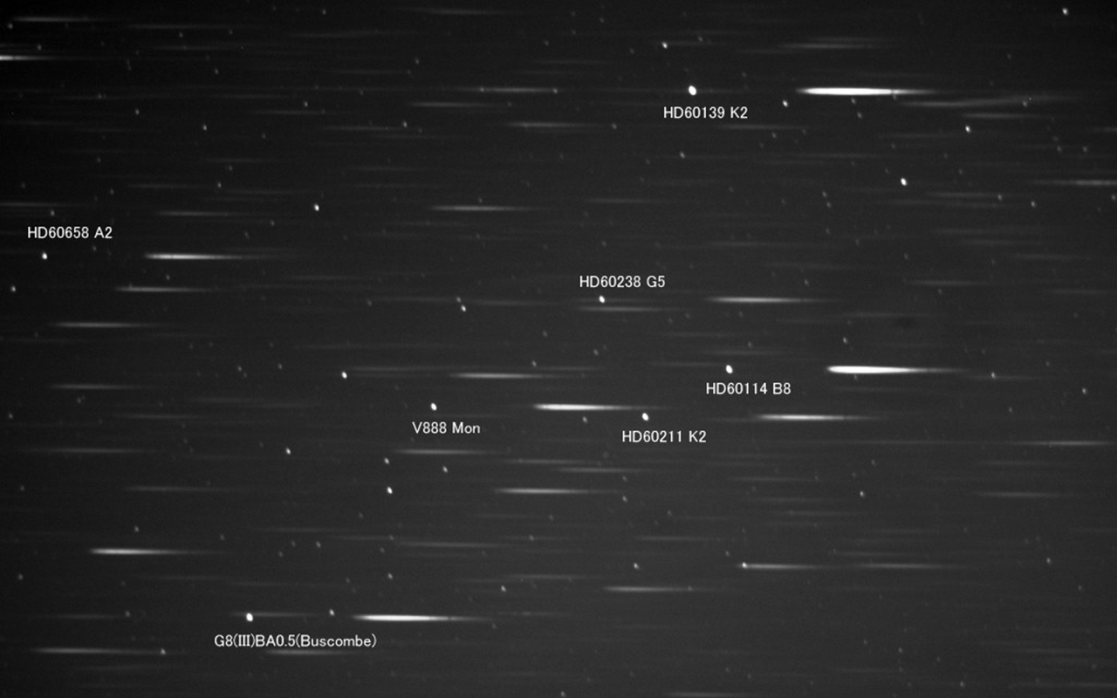 HD60139 K2
HD60658 A2
HD60238 G5
HD60114 B8
V888 Mon
HD60211 K2
G8(III)BA0.5(Buscombe)